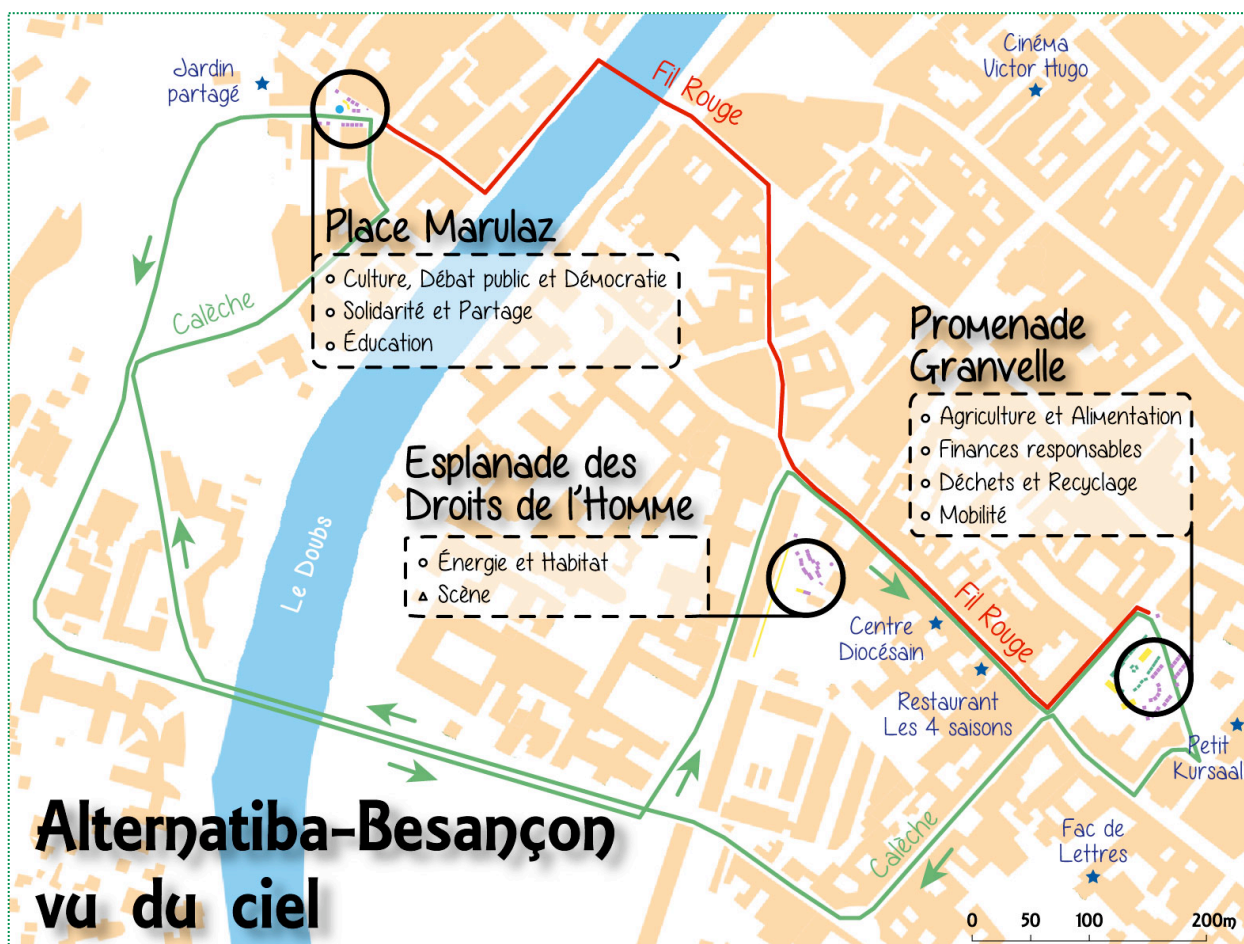 Jardin
partagé
Fil Rouge
Cinéma
Victor Hugo
Place Marulaz
Culture, Débat public et Démocratie
Solidarité et Partage
Éducation
Calèche
Promenade
Granvelle
Agriculture et Alimentation
Finances responsables
Déchets et Recyclage
Mobilité
Esplanade des
Droits de l'Homme
Énergie et Habitat
Scène
Le Doubs
Fil Rouge
Centre
Diocésain
Restaurant
Les 4 saisons
Petit
Kursaal
Calèche
Fac de
Lettres
Alternatiba-Besançon
vu du ciel
0 50 100 200m